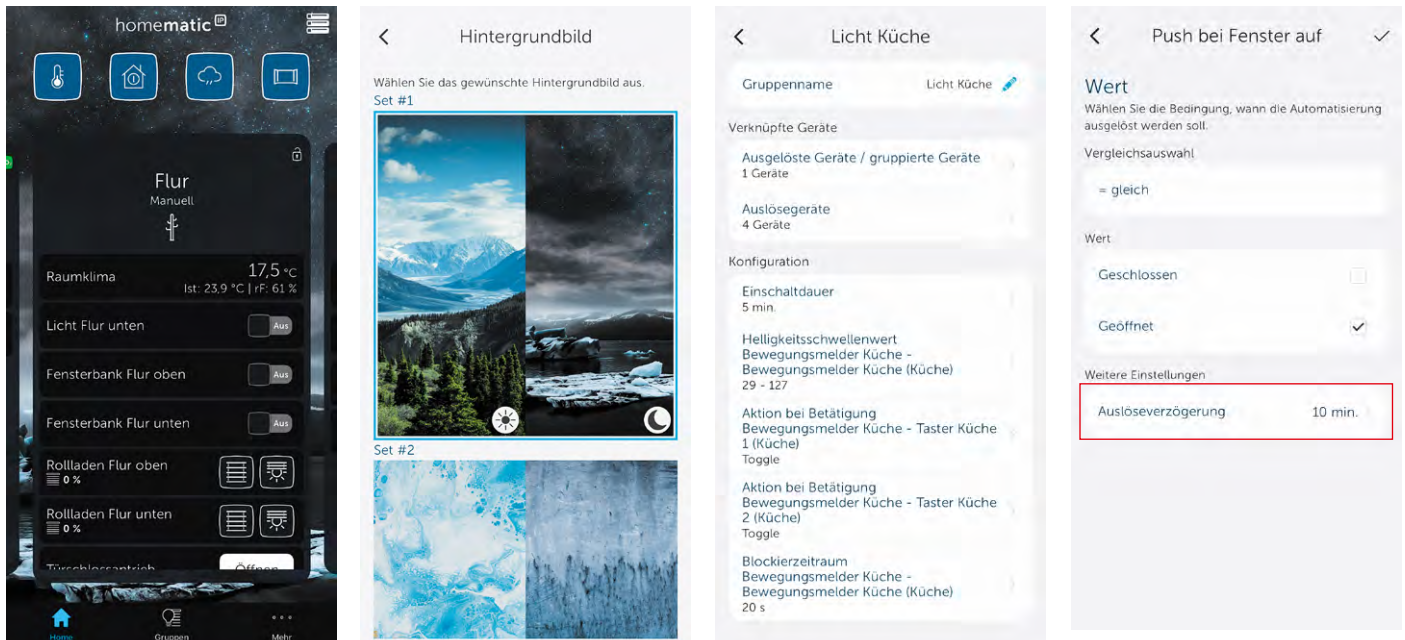 homematic IP
Flur
Manuell
Raumklima
17,5 °C
Ist: 23,9 °C | rF: 61 %
Licht Flur unten
Aus
Fensterbank Flur oben
Aus
Fensterbank Flur unten
Aus
Rollladen Flur oben
0 %
Rollladen Flur unten
0 %
Türschlossantrieb
Öffnen
Home
Gruppen
Mehr
Hintergrundbild
Wählen Sie das gewünschte Hintergrundbild aus.
Set #1
Set #2
Licht Küche
Gruppenname
Licht Küche
Verknüpfte Geräte
Ausgelöste Geräte / gruppierte Geräte
1 Geräte
Auslösegeräte
4 Geräte
Konfiguration
Einschaltdauer
5 min.
Helligkeitsschwellenwert
Bewegungsmelder Küche -
Bewegungsmelder Küche (Küche)
29 - 127
Aktion bei Betätigung
Bewegungsmelder Küche - Taster Küche
1 (Küche)
Toggle
Aktion bei Betätigung
Bewegungsmelder Küche - Taster Küche
2 (Küche)
Toggle
Blockierzeitraum
Bewegungsmelder Küche -
Bewegungsmelder Küche (Küche)
20 s
Push bei Fenster auf
Wert
Wählen Sie die Bedingung, wann die Automatisierung
ausgelöst werden soll.
Vergleichsauswahl
= gleich
Wert
Geschlossen
Geöffnet
Weitere Einstellungen
Auslöseverzögerung
10 min.